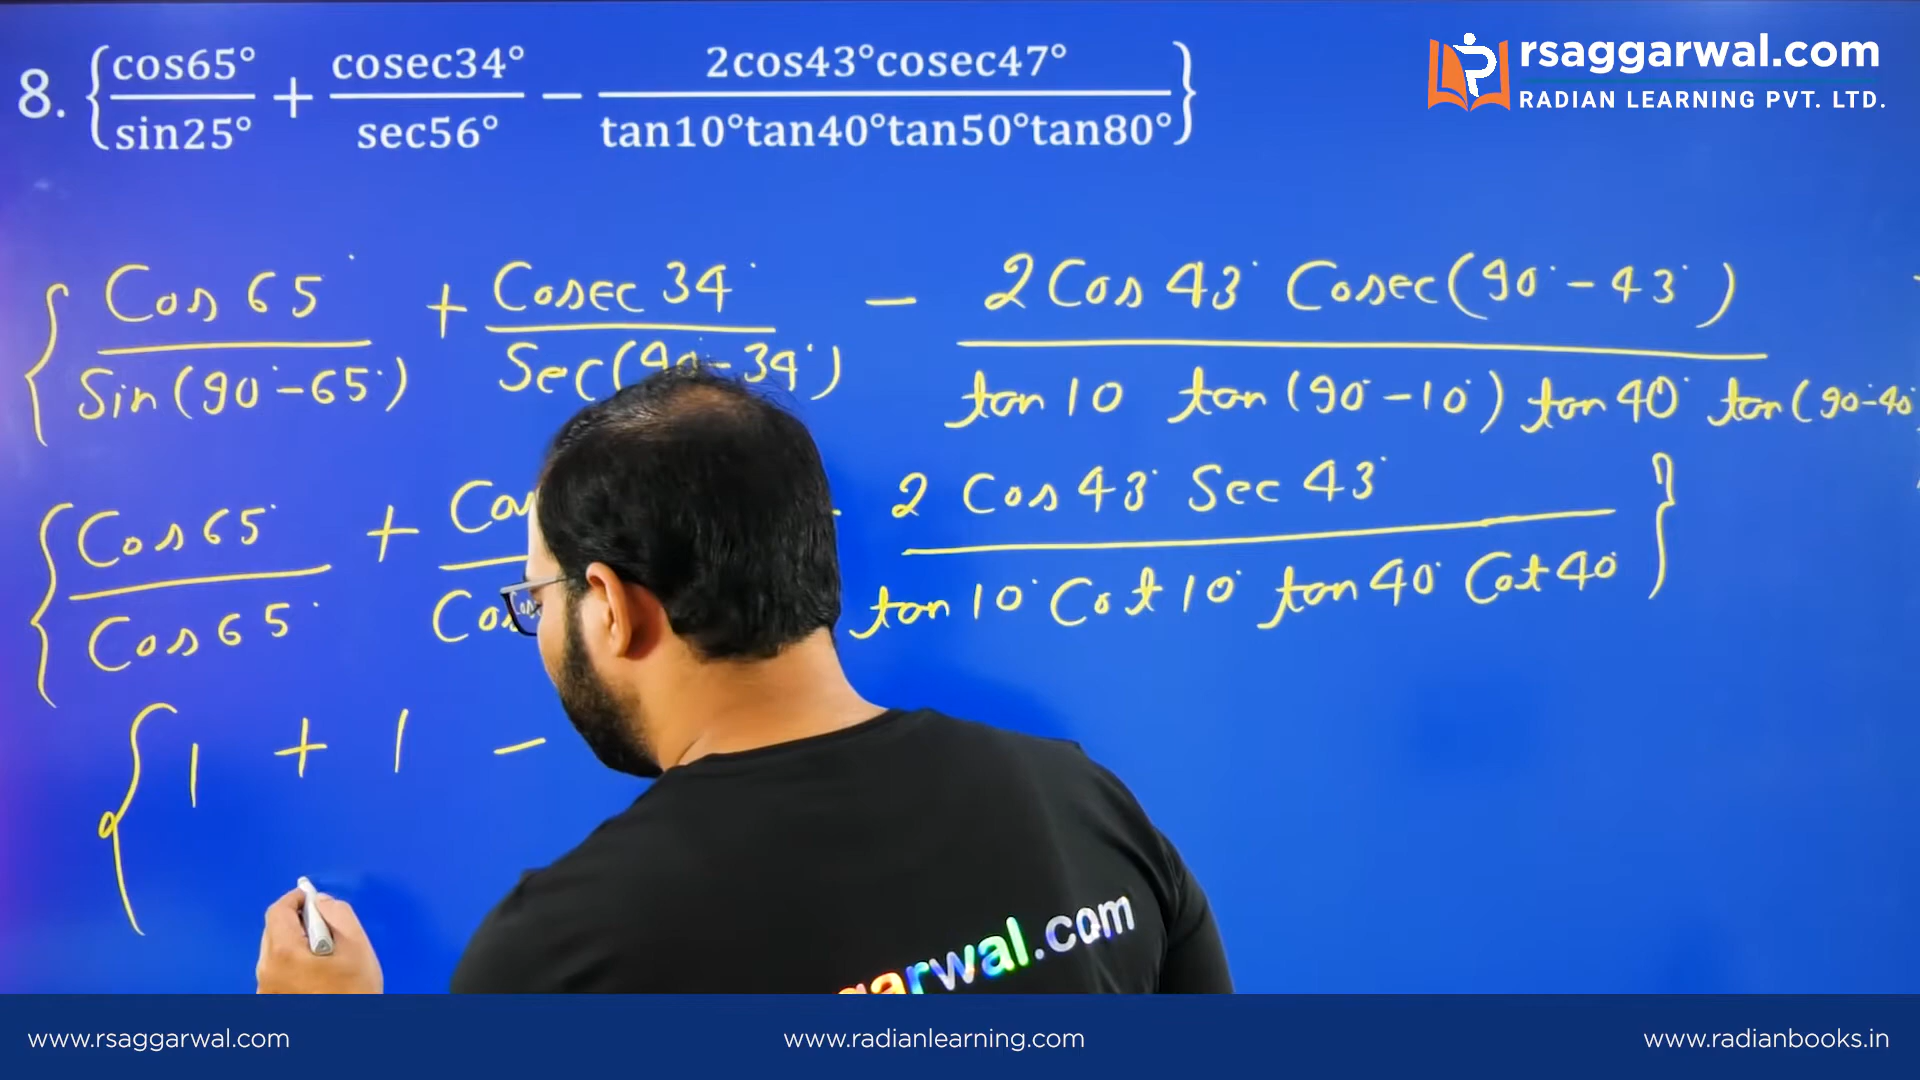 8. {cos65°/sin25° + cosec34°/sec56° − 2cos43°cosec47°/tan10°tan40°tan50°tan80°}
rsaggarwal.com
RADIAN LEARNING PVT. LTD.
{Cos 65°/Sin(90°-65°) + Cosec 34°/Sec(90°-34°) − 2 Cos 43° Cosec(90°-43°)/tan 10 tan(90°-10°) tan 40° tan(90-40°
{Cos 65°/Cos 65° + 2 Cos 43° Sec 43°/tan 10° Cot 10° tan 40° Cot 40°}
{1 + 1 −
.com
www.rsaggarwal.com
www.radianlearning.com
www.radianbooks.in